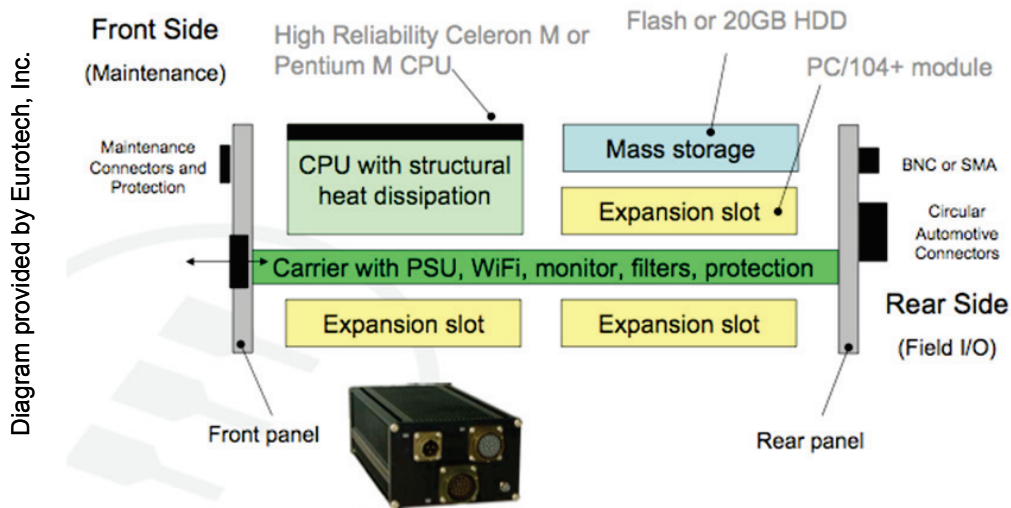 Diagram provided by Eurotech, Inc.
Front Side
(Maintenance)
High Reliability Celeron M or
Pentium M CPU
Flash or 20GB HDD
PC/104+ module
Maintenance
Connectors and
Protection
CPU with structural
heat dissipation
Mass storage
Expansion slot
BNC or SMA
Circular
Automotive
Connectors
Carrier with PSU, WiFi, monitor, filters, protection
Expansion slot
Expansion slot
Rear Side
(Field I/O)
Front panel
Rear panel